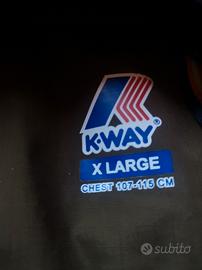 K-WAY
X LARGE
CHEST 107-115 CM
subito